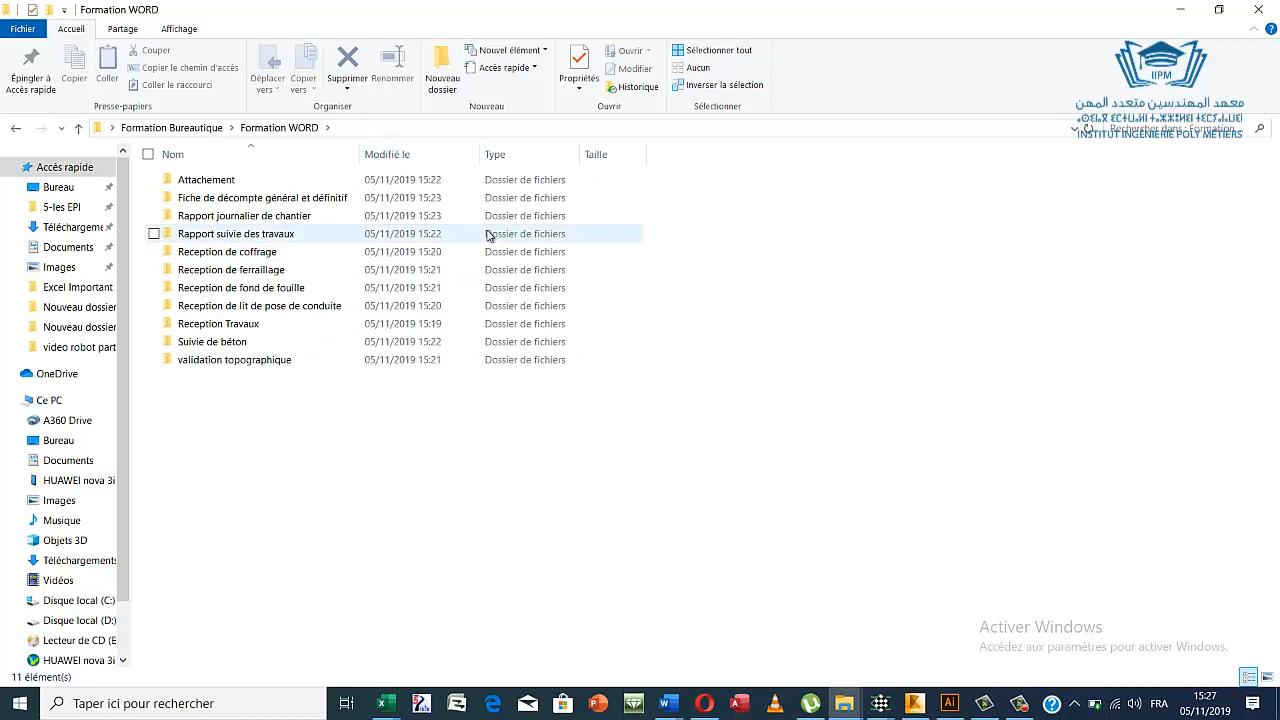 Formation WORD
Fichier Accueil Partage Affichage
Épingler à Accès rapide
Copier
Coller
Couper
Copier le chemin d'accès
Coller le raccourci
Presse-papiers
Déplacer vers
Copier vers
Supprimer
Renommer
Organiser
Nouveau dossier
Nouvel élément
Accès rapide
Nouveau
Propriétés
Ouvrir
Modifier
Historique
Ouvrir
Sélectionner tout
Aucun
Inverser la sélection
Sélectionner
IIPM
معهد المهندسين متعدد المهن
INSTITUT INGENIERIE POLY METIERS
Formation Bureautique > Formation WORD >
Rechercher dans : Formation...
Nom Modifié le Type Taille
Attachement 05/11/2019 15:22 Dossier de fichiers
Fiche de décompte général et définitif 05/11/2019 15:23 Dossier de fichiers
Rapport journalier de chantier 05/11/2019 15:23 Dossier de fichiers
Rapport suivie des travaux 05/11/2019 15:22 Dossier de fichiers
Reception de coffrage 05/11/2019 15:20 Dossier de fichiers
Reception de ferraillage 05/11/2019 15:21 Dossier de fichiers
Reception de fond de fouille 05/11/2019 15:21 Dossier de fichiers
Reception de lit de pose de conduite 05/11/2019 15:20 Dossier de fichiers
Reception Travaux 05/11/2019 15:19 Dossier de fichiers
Suivie de béton 05/11/2019 15:22 Dossier de fichiers
validation topographique 05/11/2019 15:21 Dossier de fichiers
Accès rapide
Bureau
5-les EPI
Téléchargeme
Documents
Images
Excel Important
Nouveau dossier
Nouveau dossier
video robot part
OneDrive
Ce PC
A360 Drive
Bureau
Documents
HUAWEI nova 3i
Images
Musique
Objets 3D
Téléchargements
Vidéos
Disque local (C:)
Disque local (D:)
Lecteur de CD (E
HUAWEI nova 3i
Activer Windows
Accédez aux paramètres pour activer Windows.
11 élément(s)
Taper ici pour rechercher
FRA
15:27
05/11/2019